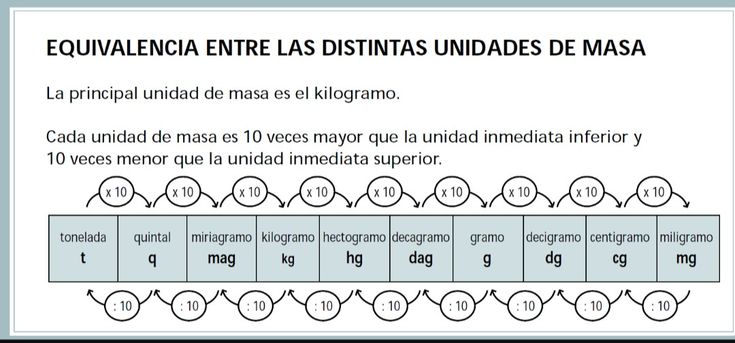 EQUIVALENCIA ENTRE LAS DISTINTAS UNIDADES DE MASA
La principal unidad de masa es el kilogramo.
Cada unidad de masa es 10 veces mayor que la unidad inmediata inferior y
10 veces menor que la unidad inmediata superior.
x 10 x 10 x 10 x 10 x 10 x 10 x 10 x 10 x 10
tonelada quintal miriagramo kilogramo hectogramo decagramo gramo decigramo centigramo miligramo
t q mag kg hg dag g dg cg mg
: 10 : 10 : 10 : 10 : 10 : 10 : 10 : 10 : 10